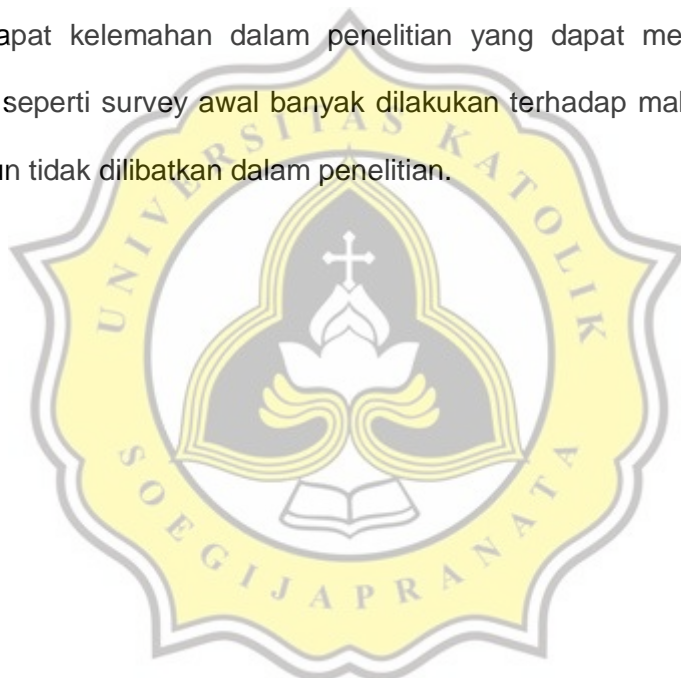 apat kelemahan dalam penelitian yang dapat me
seperti survey awal banyak dilakukan terhadap mal
un tidak dilibatkan dalam penelitian.
UNIVERSITAS KATOLIK
SOEGIJAPRANATA